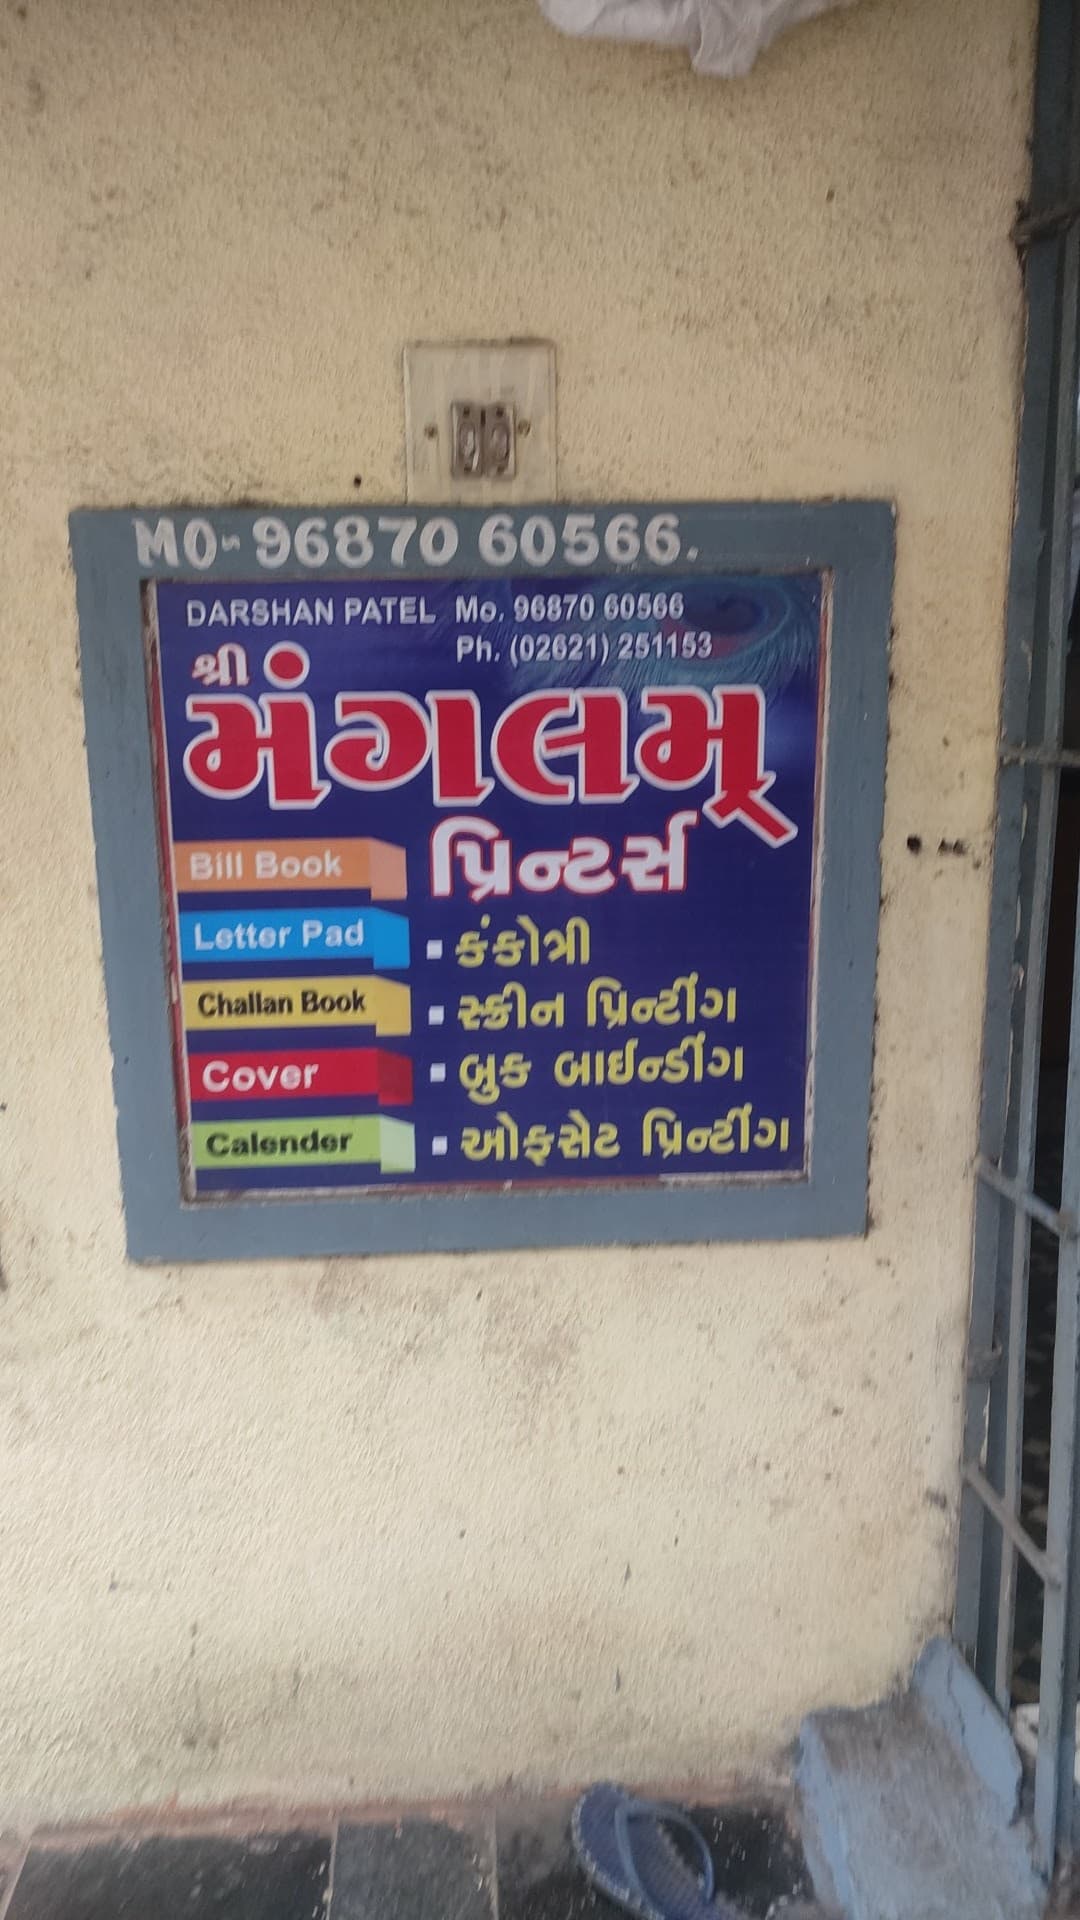 MO- 96870 60566.
DARSHAN PATEL Mo. 96870 60566
Ph. (02621) 251153
શ્રી
મંગલમ્
પ્રિન્ટર્સ
Bill Book
Letter Pad
Challan Book
Cover
Calender
▪ કંકોત્રી
▪ સ્કીન પ્રિન્ટીંગ
▪ બુક બાઈન્ડીંગ
▪ ઓફસેટ પ્રિન્ટીંગ